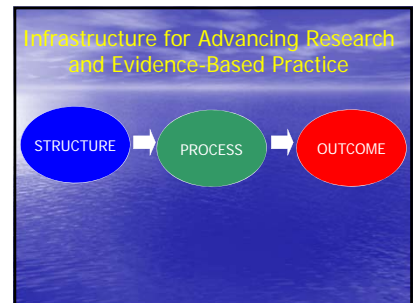 Infrastructure for Advancing Research
and Evidence-Based Practice
STRUCTURE
PROCESS
OUTCOME